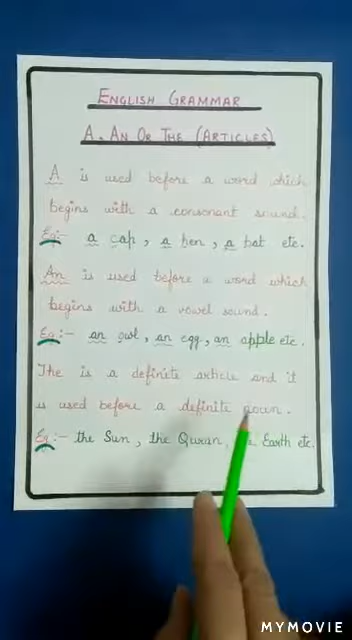 ENGLISH GRAMMAR
A, AN OR THE (ARTICLES)
A is used before a word which
begins with a consonant sound.
Eg:- a cap, a hen, a bat etc.
An is used before a word which
begins with a vowel sound.
Eg:- an owl, an egg, an apple etc.
The is a definite article and it
is used before a definite noun.
Eg:- the Sun, the Quran, Earth etc.
MYMOVIE